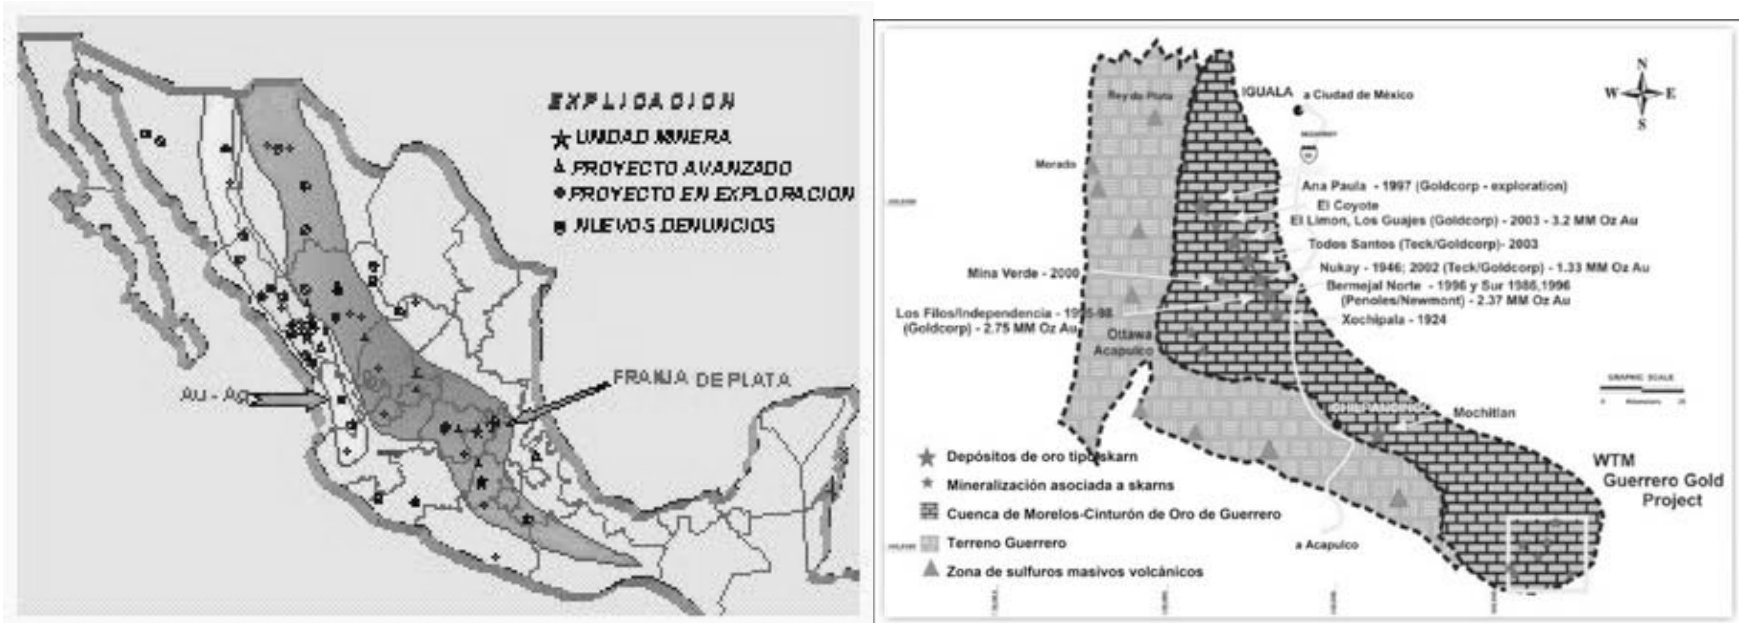 EXPLICACION
UNIDAD MINERA
PROYECTO AVANZADO
PROYECTO EN EXPLORACION
NUEVOS DENUNCIOS
FRANJA DE PLATA
AU - AG
N
W E
S
Rey de Plata
IGUALA a Ciudad de México
Morado
Ana Paula - 1997 (Goldcorp - exploration)
El Coyote
El Limon, Los Guajes (Goldcorp) - 2003 - 3.2 MM Oz Au
Todos Santos (Teck/Goldcorp)- 2003
Mina Verde - 2000
Nukay - 1946; 2002 (Teck/Goldcorp) - 1.33 MM Oz Au
Bermejal Norte - 1996 y Sur 1986,1996
(Penoles/Newmont) - 2.37 MM Oz Au
Los Filos/Independencia - 1995-98
(Goldcorp) - 2.75 MM Oz Au
Xochipala - 1924
Ottawa
Acapulco
GRAPHIC SCALE
CHILPANCINGO
Mochitlan
WTM
Guerrero Gold
Project
Depósitos de oro tipo skarn
Mineralización asociada a skarns
Cuenca de Morelos-Cinturón de Oro de Guerrero
Terreno Guerrero
Zona de sulfuros masivos volcánicos
a Acapulco